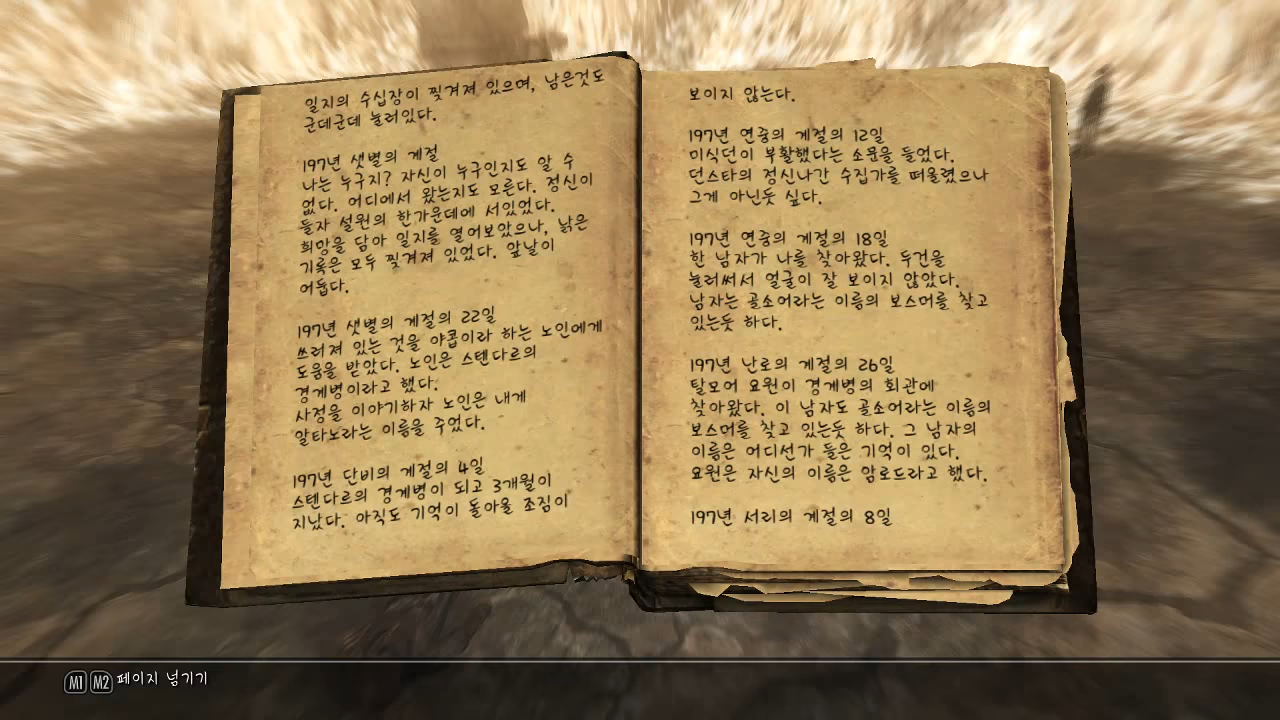 일지의 수십장이 찢겨져 있으며, 남은것도
군데군데 눌러있다.
197년 샛별의 계절
나는 누구지? 자신이 누구인지도 알 수
없다. 어디에서 왔는지도 모른다. 정신이
들자 설원의 한가운데에 서있었다.
희망을 담아 일지를 열어보았으나, 낡은
기록은 모두 찢겨져 있었다. 앞날이
어둡다.
197년 샛별의 계절의 22일
쓰러져 있는 것을 야콥이라 하는 노인에게
도움을 받았다. 노인은 스텐다르의
경계병이라고 했다.
사정을 이야기하자 노인은 내게
알타노라는 이름을 주었다.
197년 단비의 계절의 4일
스텐다르의 경계병이 되고 3개월이
지났다. 아직도 기억이 돌아올 조짐이
보이지 않는다.
197년 연중의 계절의 12일
미식던이 부활했다는 소문을 들었다.
던스타의 정신나간 수집가를 떠올렸으나
그게 아닌듯 싶다.
197년 연중의 계절의 18일
한 남자가 나를 찾아왔다. 두건을
눌러써서 얼굴이 잘 보이지 않았다.
남자는 골소어라는 이름의 보스머를 찾고
있는듯 하다.
197년 난로의 계절의 26일
탈모어 요원이 경계병의 회관에
찾아왔다. 이 남자도 골소어라는 이름의
보스머를 찾고 있는듯 하다. 그 남자의
이름은 어디선가 들은 기억이 있다.
요원은 자신의 이름은 암로드라고 했다.
197년 서리의 계절의 8일
M1 M2 페이지 넘기기